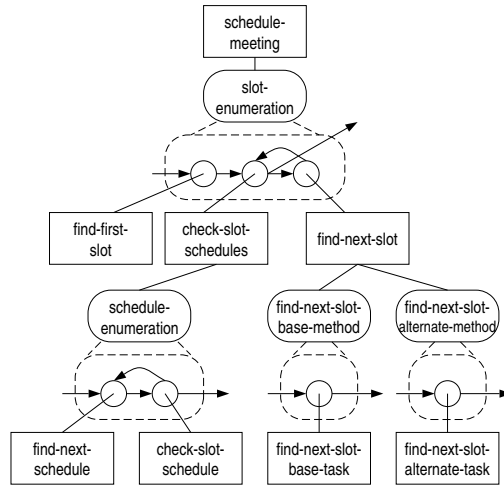 schedule-
meeting
slot-
enumeration
find-first-
slot
check-slot-
schedules
find-next-slot
schedule-
enumeration
find-next-slot-
base-method
find-next-slot-
alternate-method
find-next-
schedule
check-slot-
schedule
find-next-slot-
base-task
find-next-slot-
alternate-task